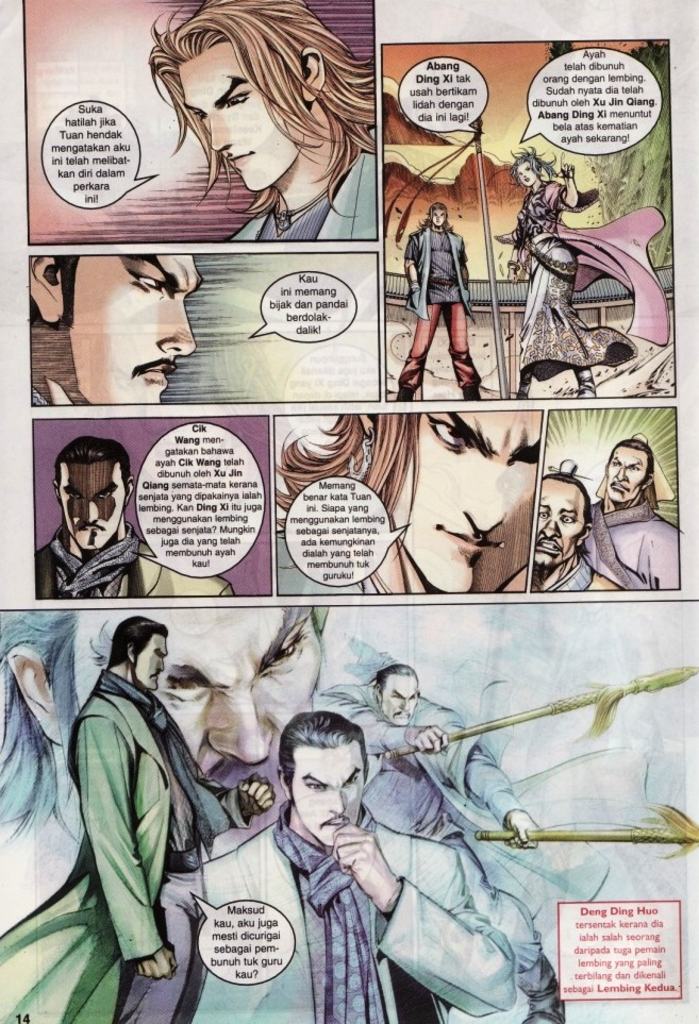 Suka
hatilah jika
Tuan hendak
mengatakan aku
ini telah melibat-
kan diri dalam
perkara
ini!
Abang
Ding Xi tak
usah bertikam
lidah dengan
dia ini lagi!
Ayah
telah dibunuh
orang dengan lembing.
Sudah nyata dia telah
dibunuh oleh Xu Jin Qiang.
Abang Ding Xi menuntut
bela atas kematian
ayah sekarang!
Kau
ini memang
bijak dan pandai
berdolak-
dalik!
Cik
Wang men-
gatakan bahawa
ayah Cik Wang telah
dibunuh oleh Xu Jin
Qiang semata-mata kerana
senjata yang dipakainya ialah
lembing. Kan Ding Xi itu juga
menggunakan lembing
sebagai senjata? Mungkin
juga dia yang telah
membunuh ayah
kau!
Memang
benar kata Tuan
ini. Siapa yang
menggunakan lembing
sebagai senjatanya,
ada kemungkinan
dialah yang telah
membunuh tuk
guruku!
Maksud
kau, aku juga
mesti dicurigai
sebagai pem-
bunuh tuk guru
kau?
Deng Ding Huo
tersentak kerana dia
ialah salah seorang
daripada tuga pemain
lembing yang paling
terbilang dan dikenali
sebagai Lembing Kedua.
14